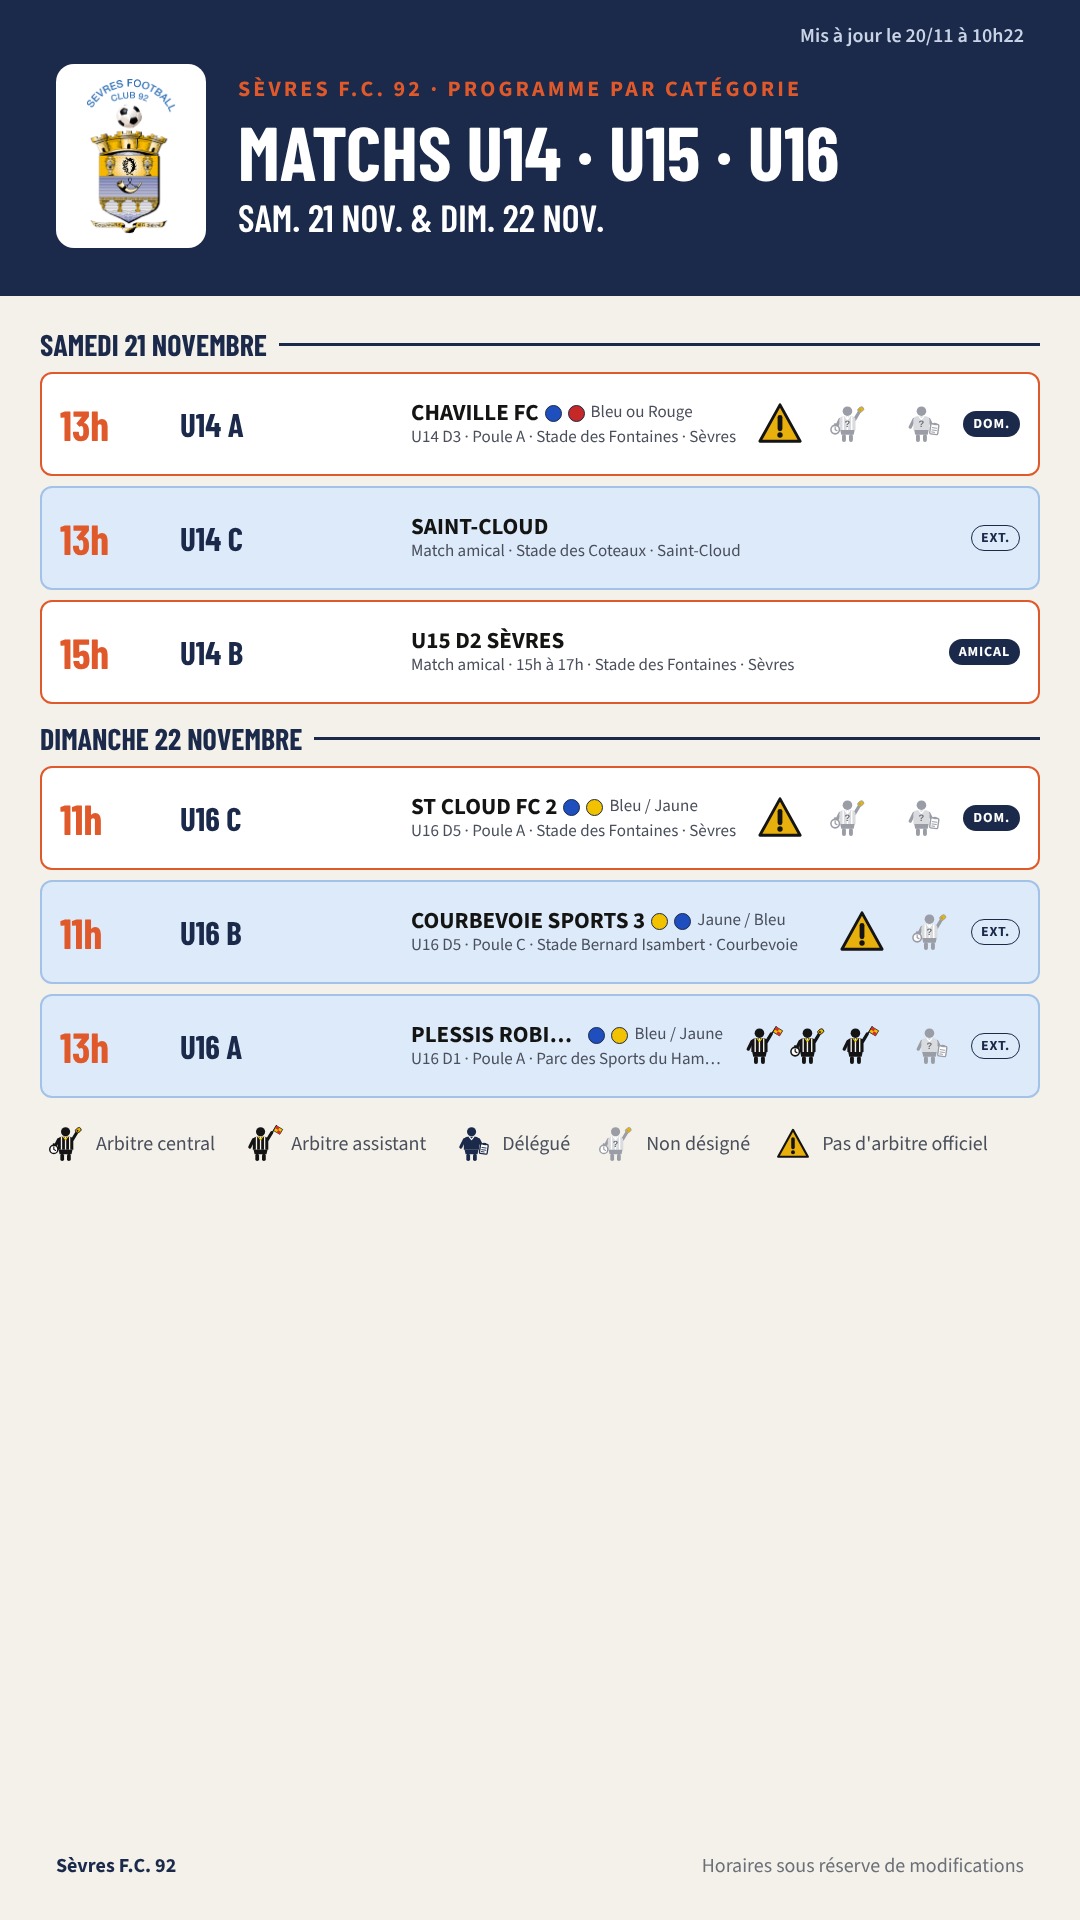 Mis à jour le 20/11 à 10h22
SEVRES FOOTBALL
CLUB 92
SÈVRES F.C. 92 · PROGRAMME PAR CATÉGORIE
MATCHS U14 · U15 · U16
SAM. 21 NOV. & DIM. 22 NOV.
SAMEDI 21 NOVEMBRE
13h U14 A CHAVILLE FC Bleu ou Rouge DOM.
U14 D3 · Poule A · Stade des Fontaines · Sèvres
13h U14 C SAINT-CLOUD EXT.
Match amical · Stade des Coteaux · Saint-Cloud
15h U14 B U15 D2 SÈVRES AMICAL
Match amical · 15h à 17h · Stade des Fontaines · Sèvres
DIMANCHE 22 NOVEMBRE
11h U16 C ST CLOUD FC 2 Bleu / Jaune DOM.
U16 D5 · Poule A · Stade des Fontaines · Sèvres
11h U16 B COURBEVOIE SPORTS 3 Jaune / Bleu EXT.
U16 D5 · Poule C · Stade Bernard Isambert · Courbevoie
13h U16 A PLESSIS ROBI... Bleu / Jaune EXT.
U16 D1 · Poule A · Parc des Sports du Ham...
Arbitre central Arbitre assistant Délégué Non désigné Pas d'arbitre officiel
Sèvres F.C. 92 Horaires sous réserve de modifications